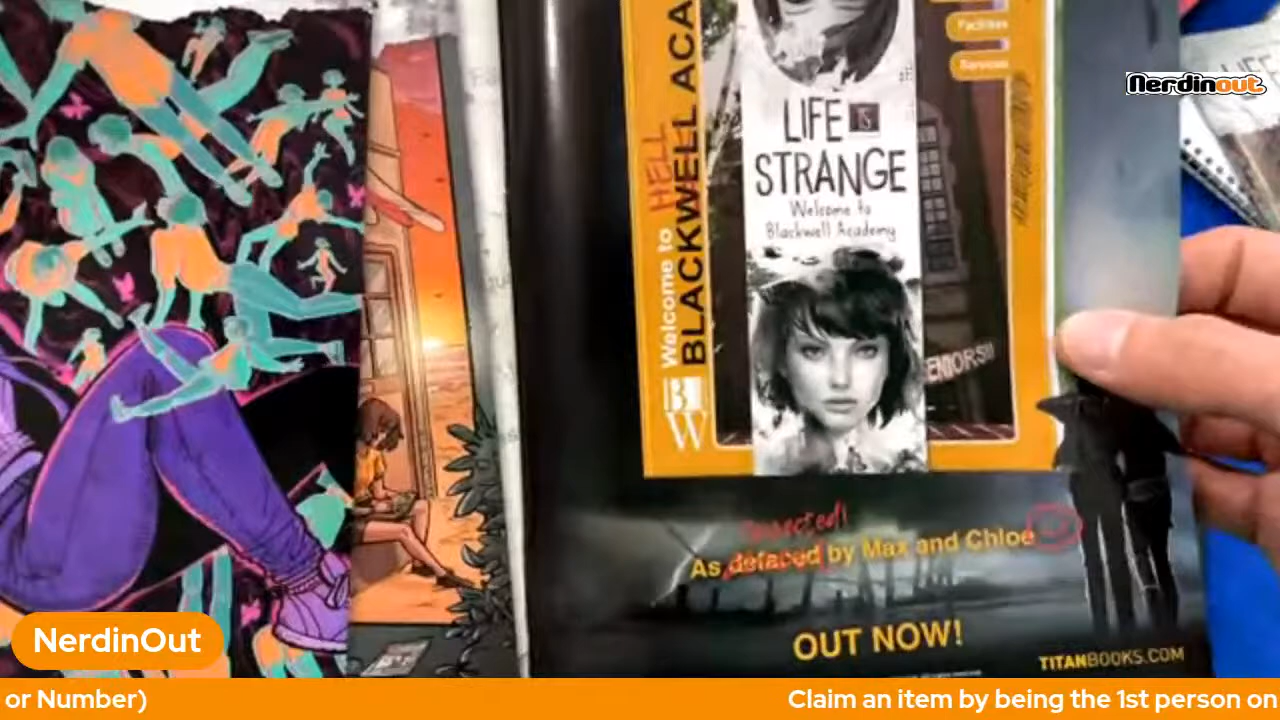 Facilities
Services
Nerdinout
LIFE IS
STRANGE
Welcome to
Blackwell Academy
HELL
Welcome to
BLACKWELL ACA
BW
ENIORS!!
As defaced by Max and Chloe
OUT NOW!
TITANBOOKS.COM
NerdinOut
or Number)
Claim an item by being the 1st person on